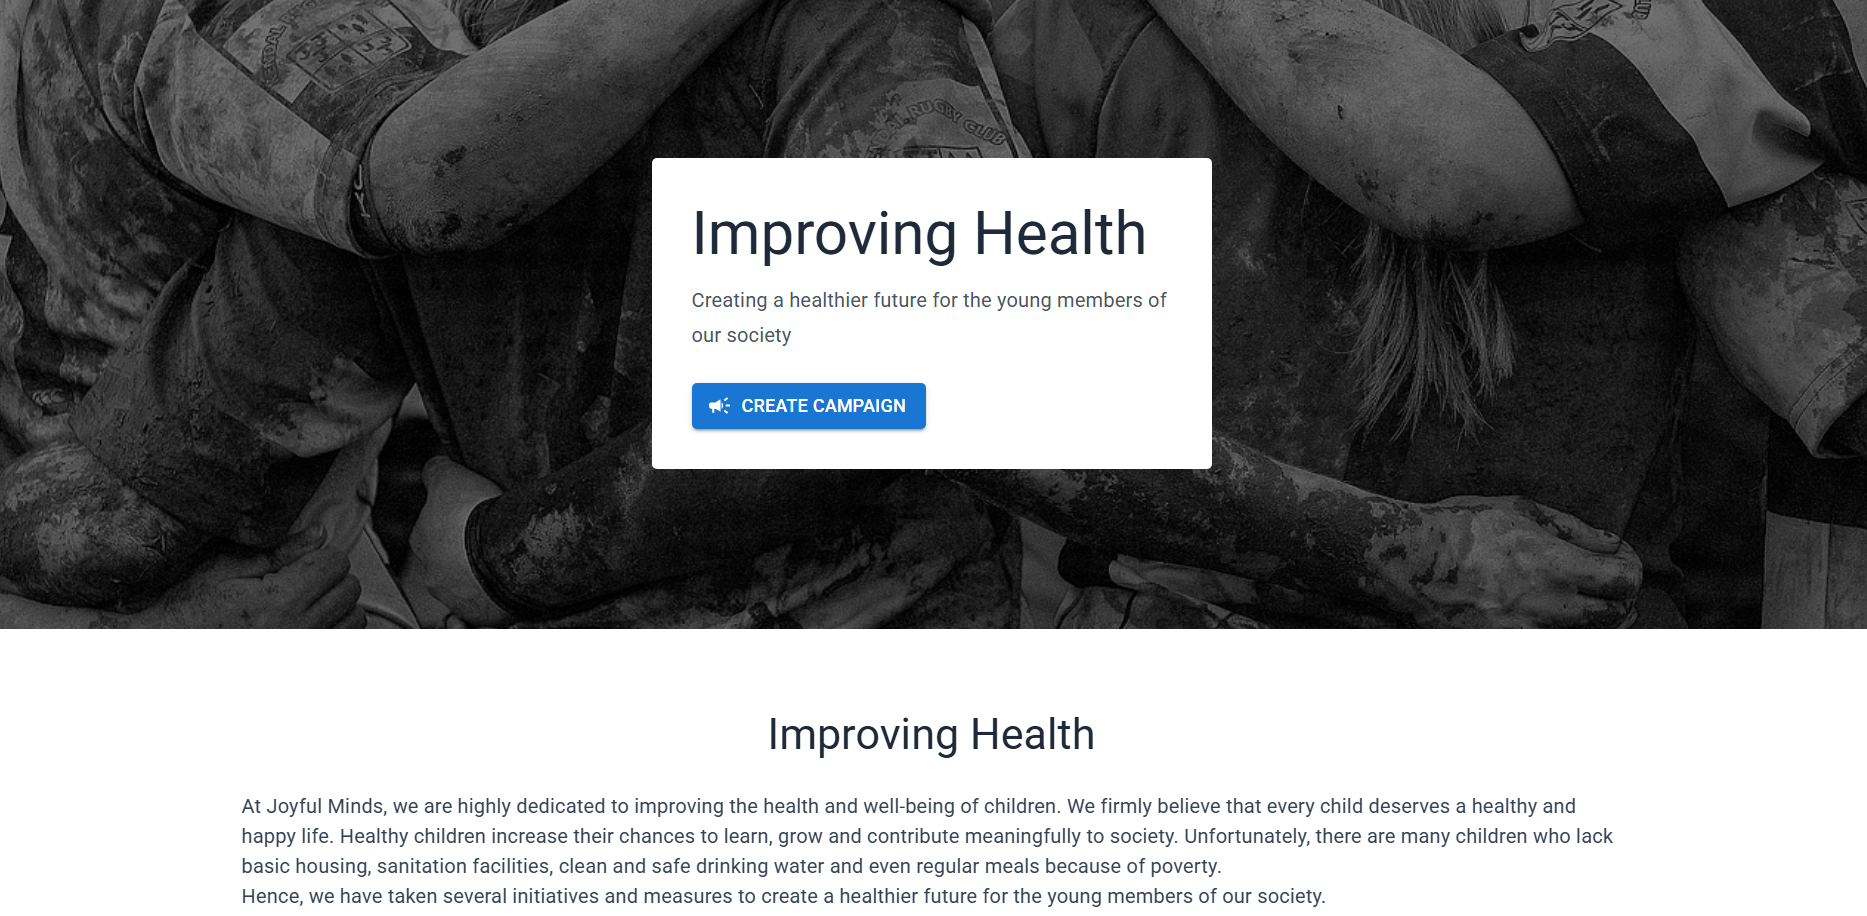 AL RUGBY CLUB
Improving Health
Creating a healthier future for the young members of
our society
CREATE CAMPAIGN
Improving Health
At Joyful Minds, we are highly dedicated to improving the health and well-being of children. We firmly believe that every child deserves a healthy and
happy life. Healthy children increase their chances to learn, grow and contribute meaningfully to society. Unfortunately, there are many children who lack
basic housing, sanitation facilities, clean and safe drinking water and even regular meals because of poverty.
Hence, we have taken several initiatives and measures to create a healthier future for the young members of our society.